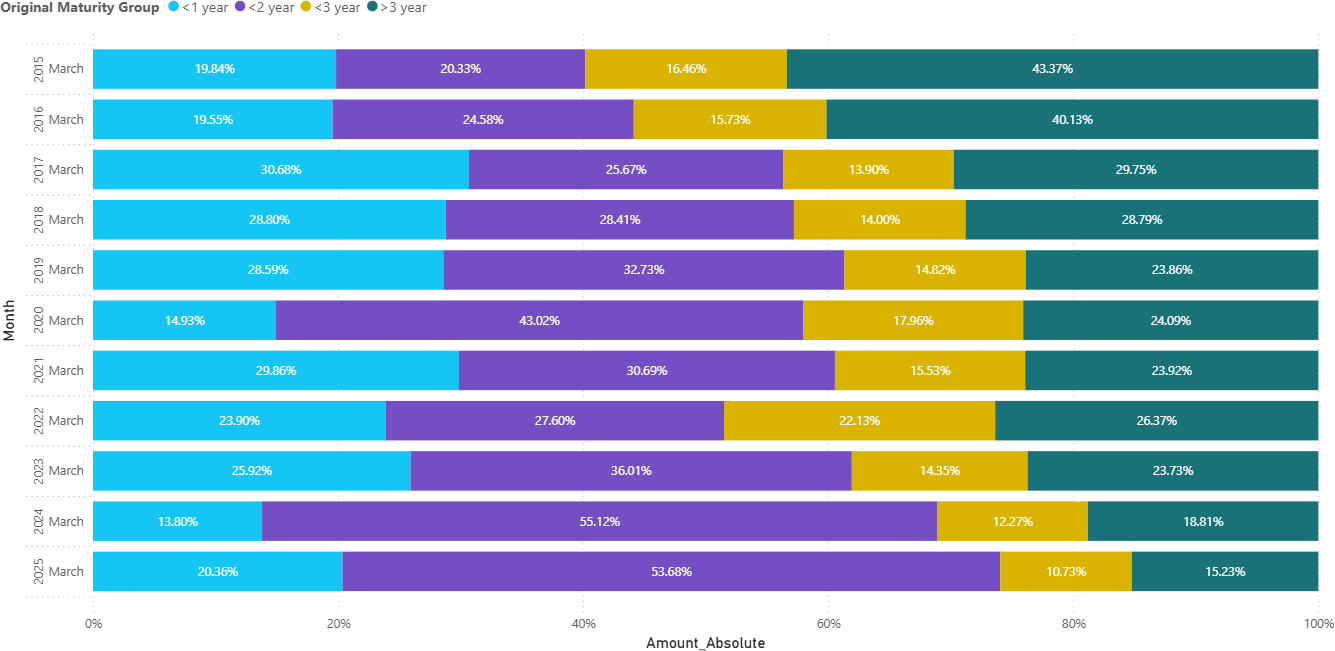 Original Maturity Group <1 year <2 year <3 year >3 year
2015 March 19.84% 20.33% 16.46% 43.37%
2016 March 19.55% 24.58% 15.73% 40.13%
2017 March 30.68% 25.67% 13.90% 29.75%
2018 March 28.80% 28.41% 14.00% 28.79%
2019 March 28.59% 32.73% 14.82% 23.86%
2020 March 14.93% 43.02% 17.96% 24.09%
2021 March 29.86% 30.69% 15.53% 23.92%
2022 March 23.90% 27.60% 22.13% 26.37%
2023 March 25.92% 36.01% 14.35% 23.73%
2024 March 13.80% 55.12% 12.27% 18.81%
2025 March 20.36% 53.68% 10.73% 15.23%
Month
0% 20% 40% 60% 80% 100%
Amount_Absolute